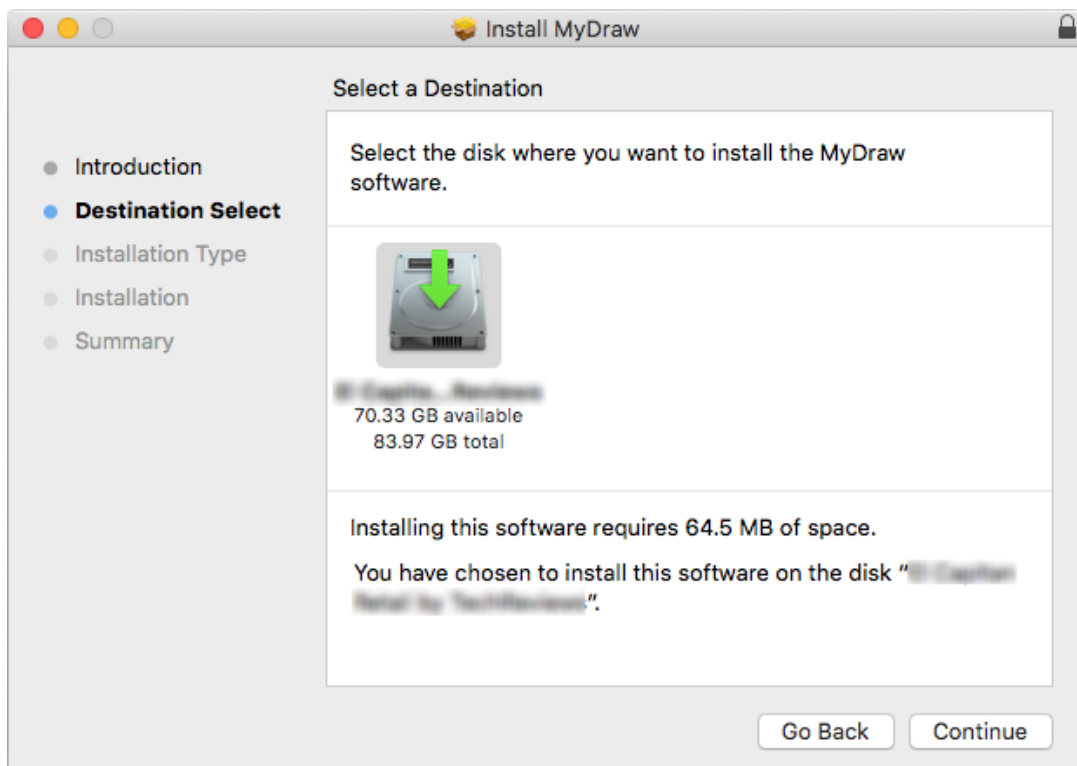 Install MyDraw
Select a Destination
Introduction
Destination Select
Installation Type
Installation
Summary
Select the disk where you want to install the MyDraw
software.
70.33 GB available
83.97 GB total
Installing this software requires 64.5 MB of space.
You have chosen to install this software on the disk “
”.
Go Back
Continue